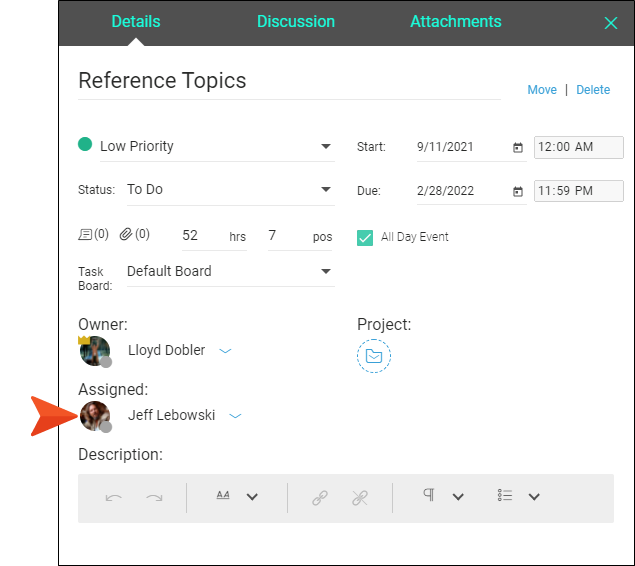 Details Discussion Attachments
Reference Topics
Move | Delete
Low Priority Start: 9/11/2021 12:00 AM
Status: To Do Due: 2/28/2022 11:59 PM
(0) (0) 52 hrs 7 pos All Day Event
Task Board: Default Board
Owner: Project:
Lloyd Dobler
Assigned:
Jeff Lebowski
Description:
AA